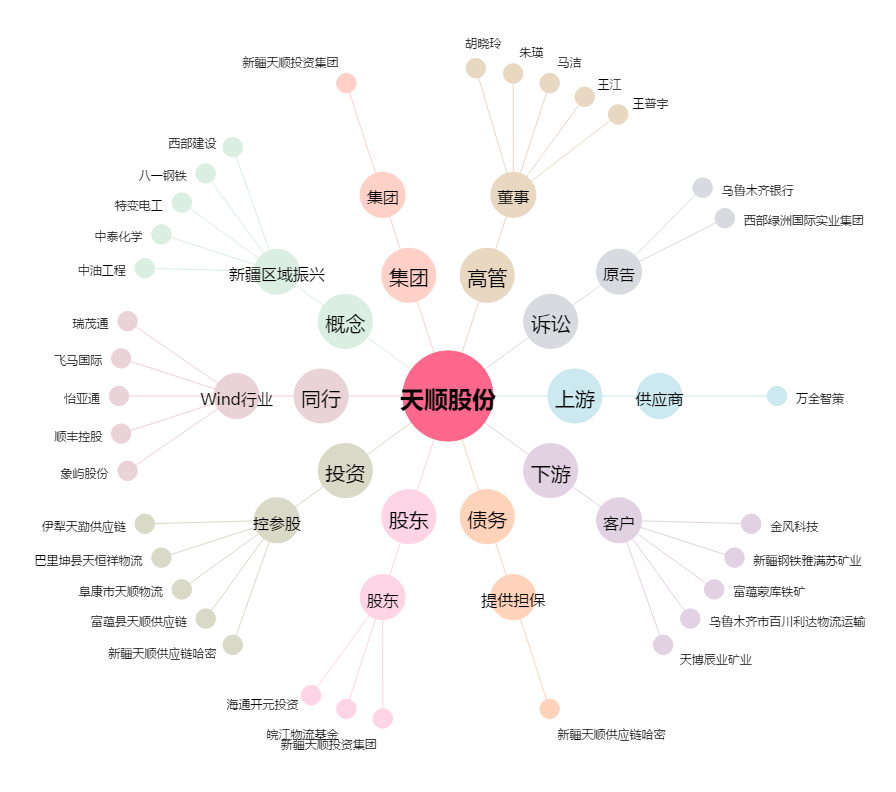 胡晓玲
朱瑛
新疆天顺投资集团
马洁
王江
王普宇
西部建设
八一钢铁
乌鲁木齐银行
集团
董事
特变电工
西部绿洲国际实业集团
中泰化学
中油工程
新疆区域振兴
集团
高管
原告
瑞茂通
概念
诉讼
飞马国际
怡亚通
Wind行业
同行
天顺股份
上游
供应商
万全智策
顺丰控股
象屿股份
投资
下游
伊犁天勋供应链
控参股
股东
债务
客户
金风科技
巴里坤县天恒祥物流
新疆钢铁雅满苏矿业
阜康市天顺物流
股东
提供担保
富蕴蒙库铁矿
富蕴县天顺供应链
乌鲁木齐市百川利达物流运输
新疆天顺供应链哈密
天博辰业矿业
海通开元投资
皖江物流基金
新疆天顺投资集团
新疆天顺供应链哈密